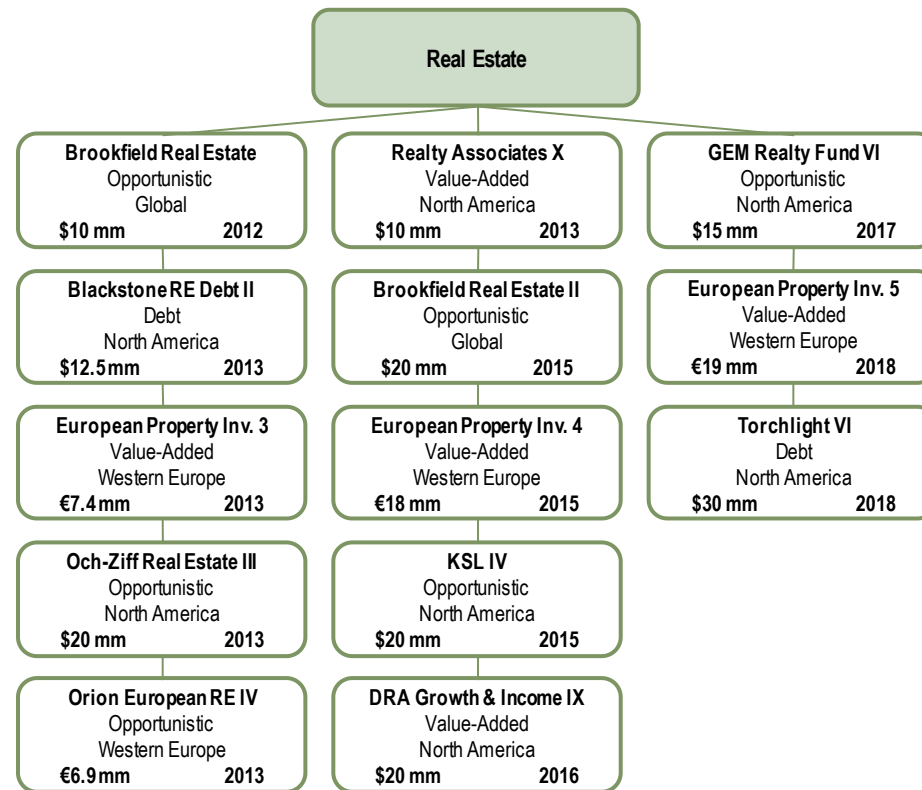 Real Estate
Brookfield Real Estate
Opportunistic
Global
$10 mm 2012
Blackstone RE Debt II
Debt
North America
$12.5 mm 2013
European Property Inv. 3
Value-Added
Western Europe
€7.4 mm 2013
Och-Ziff Real Estate III
Opportunistic
North America
$20 mm 2013
Orion European RE IV
Opportunistic
Western Europe
€6.9 mm 2013
Realty Associates X
Value-Added
North America
$10 mm 2013
Brookfield Real Estate II
Opportunistic
Global
$20 mm 2015
European Property Inv. 4
Value-Added
Western Europe
€18 mm 2015
KSL IV
Opportunistic
North America
$20 mm 2015
DRA Growth & Income IX
Value-Added
North America
$20 mm 2016
GEM Realty Fund VI
Opportunistic
North America
$15 mm 2017
European Property Inv. 5
Value-Added
Western Europe
€19 mm 2018
Torchlight VI
Debt
North America
$30 mm 2018